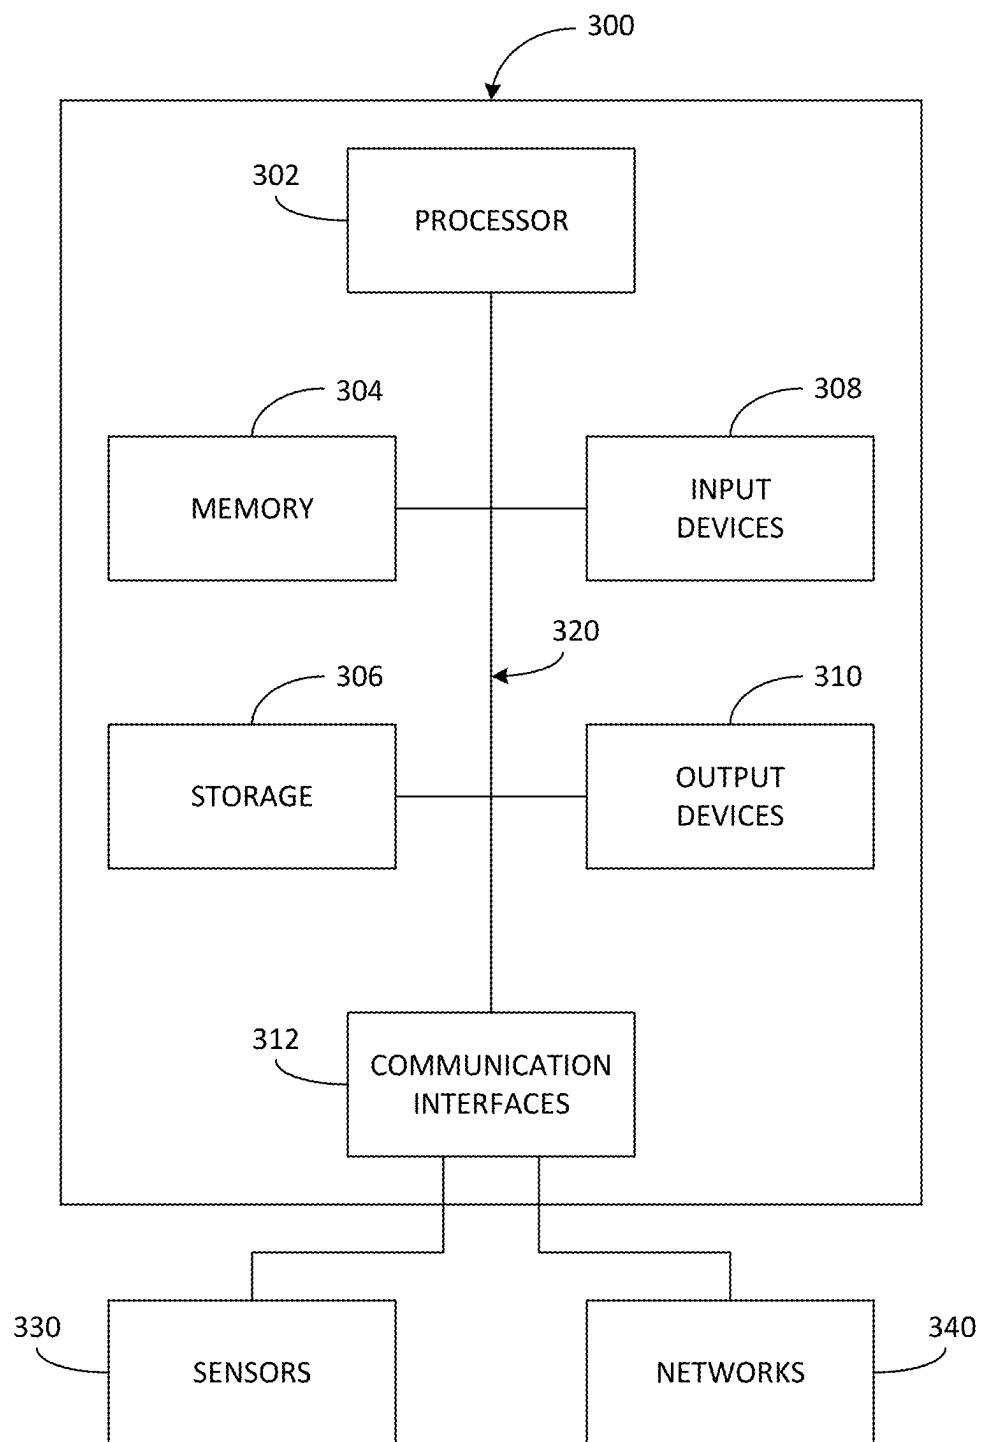 300
302
PROCESSOR
304
308
MEMORY
INPUT
DEVICES
320
306
310
STORAGE
OUTPUT
DEVICES
312
COMMUNICATION
INTERFACES
330
340
SENSORS
NETWORKS